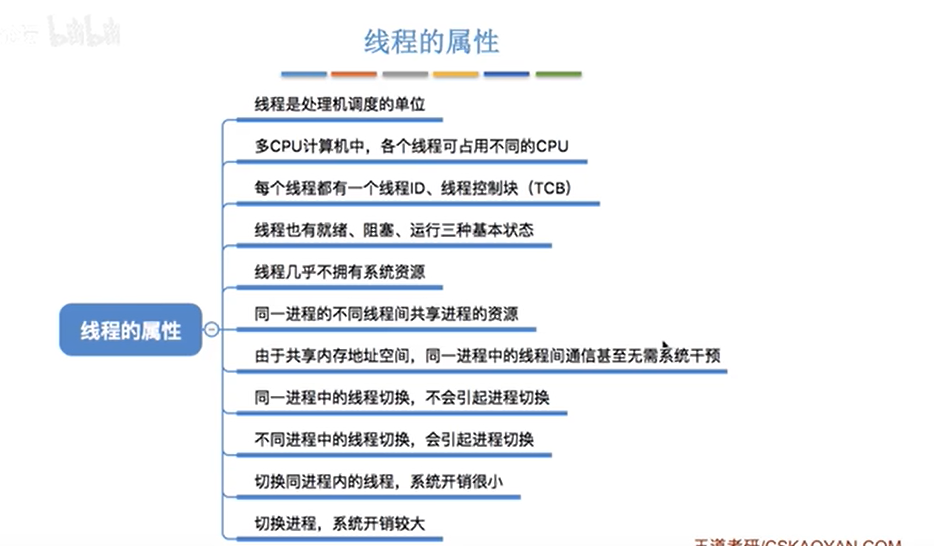 bilibili
线程的属性
线程是处理机调度的单位
多CPU计算机中，各个线程可占用不同的CPU
每个线程都有一个线程ID、线程控制块（TCB）
线程也有就绪、阻塞、运行三种基本状态
线程几乎不拥有系统资源
线程的属性
同一进程的不同线程间共享进程的资源
由于共享内存地址空间，同一进程中的线程间通信甚至无需系统干预
同一进程中的线程切换，不会引起进程切换
不同进程中的线程切换，会引起进程切换
切换同进程内的线程，系统开销很小
切换进程，系统开销较大
王道考研/CSKAOYAN.COM